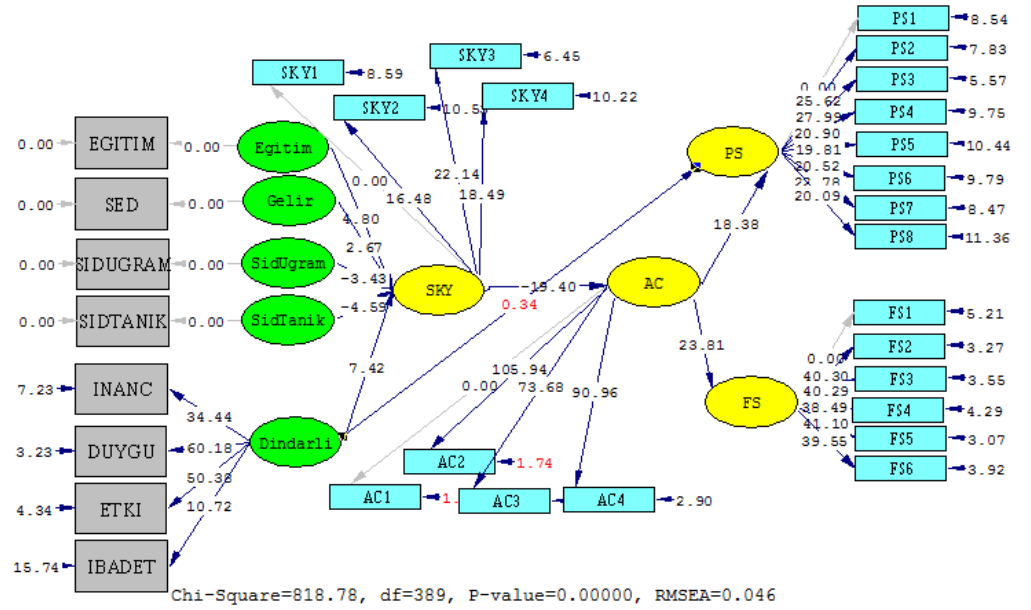 PS1 8.54
SKY3 6.45
PS2 7.83
SKY1 8.59
PS3 5.57
SKY4 10.22
SKY2
25.62
PS4 9.75
27.99
20.90
EGITIM 0.00 0.00 Egitim
PS
19.81
PS5 10.44
20.52
PS6 9.79
0.00 22.14 18.49
16.48
20.09
PS7 8.47
0.00 SED 0.00 Gelir
4.80
18.38
PS8 11.36
2.67
0.00 SIDUGRAM 0.00 SidUgram
-3.43
SKY -19.40 AC
-4.59 0.34
0.00 SIDTANIK 0.00 SidTanik
FS1 5.21
7.42
23.81
FS2 3.27
105.94
0.00 73.68
90.96
40.30
FS3 3.55
7.23 INANC
40.29
34.44
FS
38.49
FS4 4.29
41.10
3.23 DUYGU 60.18 Dindarli
39.55
FS5 3.07
AC2 1.74
FS6 3.92
50.38
AC1 AC3 AC4 2.90
4.34 ETKI 10.72
15.74 IBADET
Chi-Square=818.78, df=389, P-value=0.00000, RMSEA=0.046